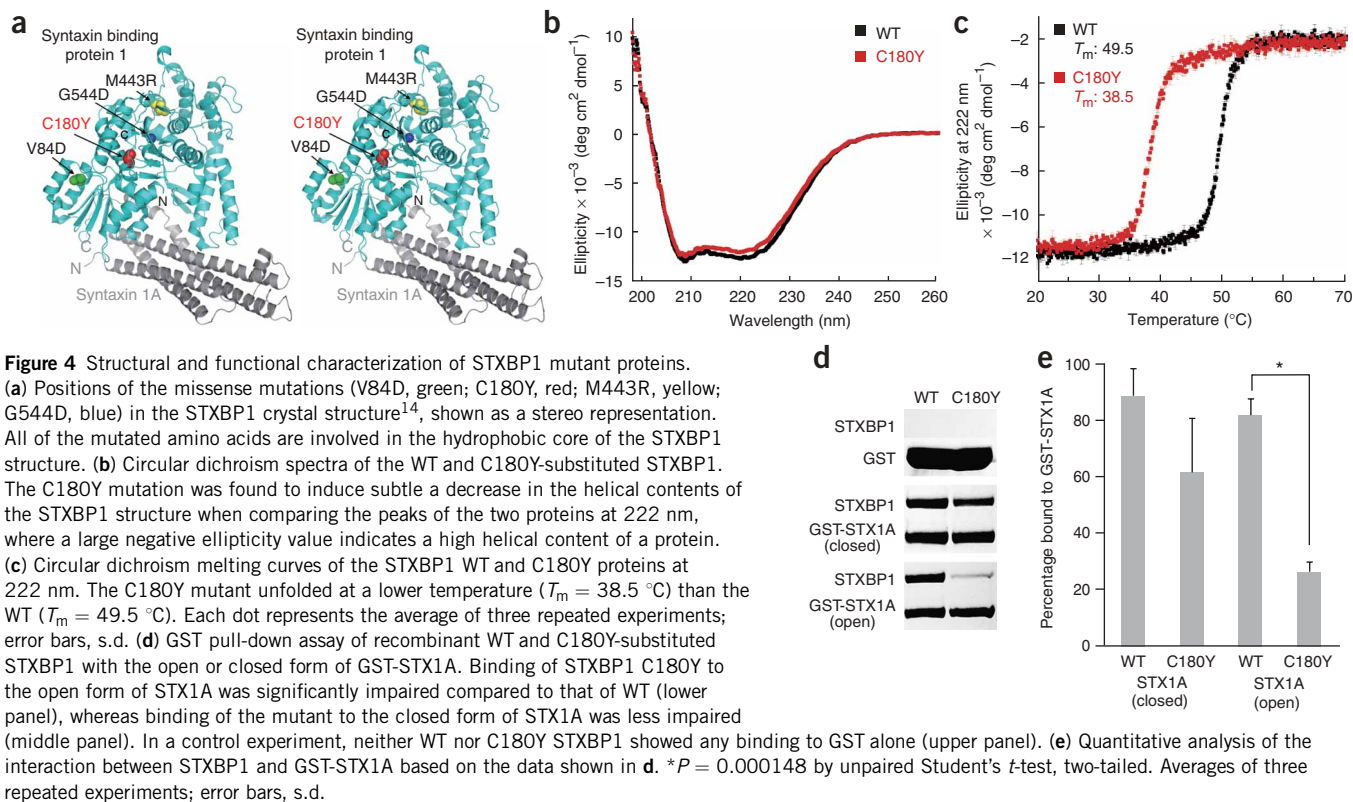 a
Syntaxin binding
protein 1
M443R
G544D
C180Y
V84D
C
N
C
N
Syntaxin 1A
Syntaxin binding
protein 1
M443R
G544D
C180Y
V84D
C
N
C
N
Syntaxin 1A
b
WT
C180Y
Ellipticity × 10⁻³ (deg cm² dmol⁻¹)
10
5
0
−5
−10
−15
200 210 220 230 240 250 260
Wavelength (nm)
c
WT
Tm: 49.5
C180Y
Tm: 38.5
Ellipticity at 222 nm
× 10⁻³ (deg cm² dmol⁻¹)
−2
−4
−6
−8
−10
−12
20 30 40 50 60 70
Temperature (°C)
Figure 4 Structural and functional characterization of STXBP1 mutant proteins.
(a) Positions of the missense mutations (V84D, green; C180Y, red; M443R, yellow;
G544D, blue) in the STXBP1 crystal structure¹⁴, shown as a stereo representation.
All of the mutated amino acids are involved in the hydrophobic core of the STXBP1
structure. (b) Circular dichroism spectra of the WT and C180Y-substituted STXBP1.
The C180Y mutation was found to induce subtle a decrease in the helical contents of
the STXBP1 structure when comparing the peaks of the two proteins at 222 nm,
where a large negative ellipticity value indicates a high helical content of a protein.
(c) Circular dichroism melting curves of the STXBP1 WT and C180Y proteins at
222 nm. The C180Y mutant unfolded at a lower temperature (Tm = 38.5 °C) than the
WT (Tm = 49.5 °C). Each dot represents the average of three repeated experiments;
error bars, s.d. (d) GST pull-down assay of recombinant WT and C180Y-substituted
STXBP1 with the open or closed form of GST-STX1A. Binding of STXBP1 C180Y to
the open form of STX1A was significantly impaired compared to that of WT (lower
panel), whereas binding of the mutant to the closed form of STX1A was less impaired
(middle panel). In a control experiment, neither WT nor C180Y STXBP1 showed any binding to GST alone (upper panel). (e) Quantitative analysis of the
interaction between STXBP1 and GST-STX1A based on the data shown in d. *P = 0.000148 by unpaired Student's t-test, two-tailed. Averages of three
repeated experiments; error bars, s.d.
d
WT C180Y
STXBP1
GST
STXBP1
GST-STX1A
(closed)
STXBP1
GST-STX1A
(open)
e
Percentage bound to GST-STX1A
100
80
60
40
20
0
*
WT C180Y WT C180Y
STX1A STX1A
(closed) (open)